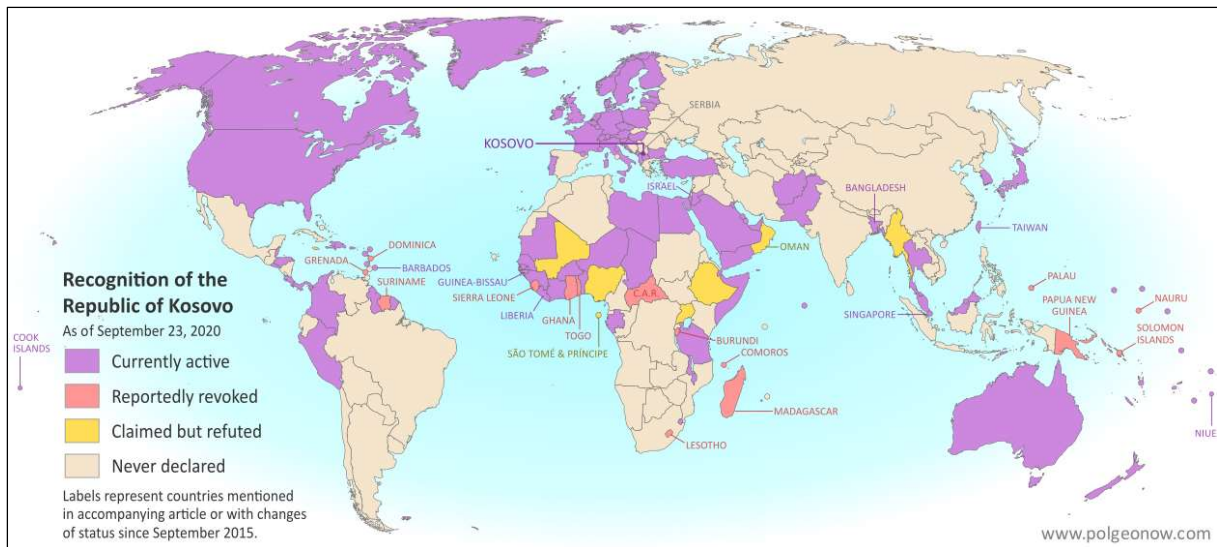 SERBIA
KOSOVO
ISRAEL
BANGLADESH
TAIWAN
OMAN
DOMINICA
GRENADA
BARBADOS
SURINAME
GUINEA-BISSAU
SIERRA LEONE
LIBERIA
GHANA
TOGO
C.A.R.
SÃO TOMÉ & PRÍNCIPE
BURUNDI
COMOROS
MADAGASCAR
LESOTHO
SINGAPORE
PALAU
PAPUA NEW
GUINEA
NAURU
SOLOMON
ISLANDS
NIUE
COOK
ISLANDS
Recognition of the
Republic of Kosovo
As of September 23, 2020
Currently active
Reportedly revoked
Claimed but refuted
Never declared
Labels represent countries mentioned
in accompanying article or with changes
of status since September 2015.
www.polgeonow.com